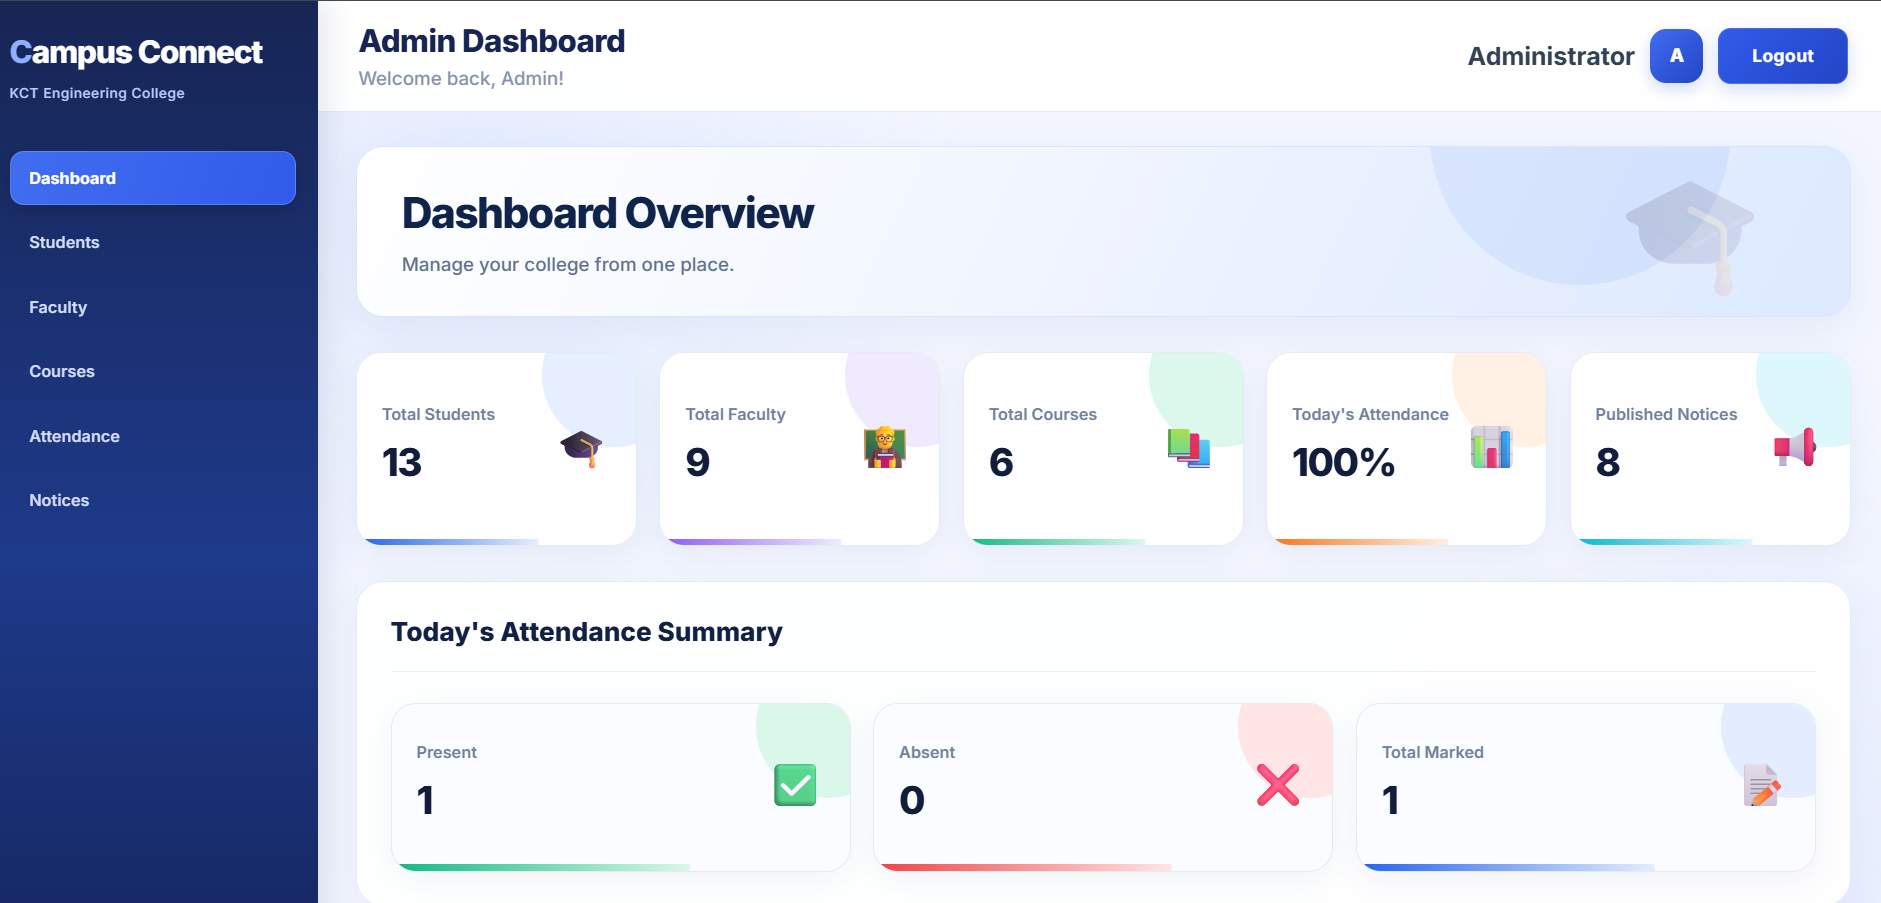 Campus Connect
KCT Engineering College
Dashboard
Students
Faculty
Courses
Attendance
Notices
Admin Dashboard
Welcome back, Admin!
Administrator
A
Logout
Dashboard Overview
Manage your college from one place.
Total Students
13
Total Faculty
9
Total Courses
6
Today's Attendance
100%
Published Notices
8
Today's Attendance Summary
Present
1
Absent
0
Total Marked
1